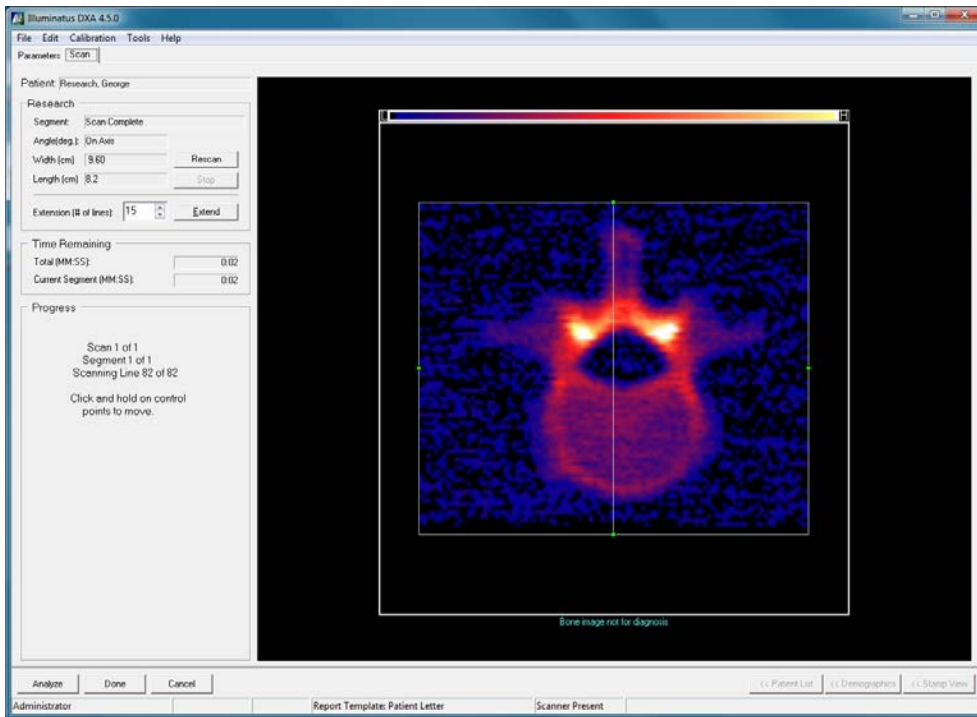 Illuminatus DXA 4.5.0
File Edit Calibration Tools Help
Parameters Scan
Patient: Research, George
Research
Segment: Scan Complete
Angle(deg.): On Axis
Width (cm) 9.60 Rescan
Length (cm) 8.2 Stop
Extension (# of lines): 15 Extend
Time Remaining
Total (MM:SS): 0:02
Current Segment (MM:SS): 0:02
Progress
Scan 1 of 1
Segment 1 of 1
Scanning Line 82 of 82
Click and hold on control
points to move.
L H
Bone image not for diagnosis
Analyze Done Cancel << Patient List << Demographics << Stamp View
Administrator Report Template: Patient Letter Scanner Present